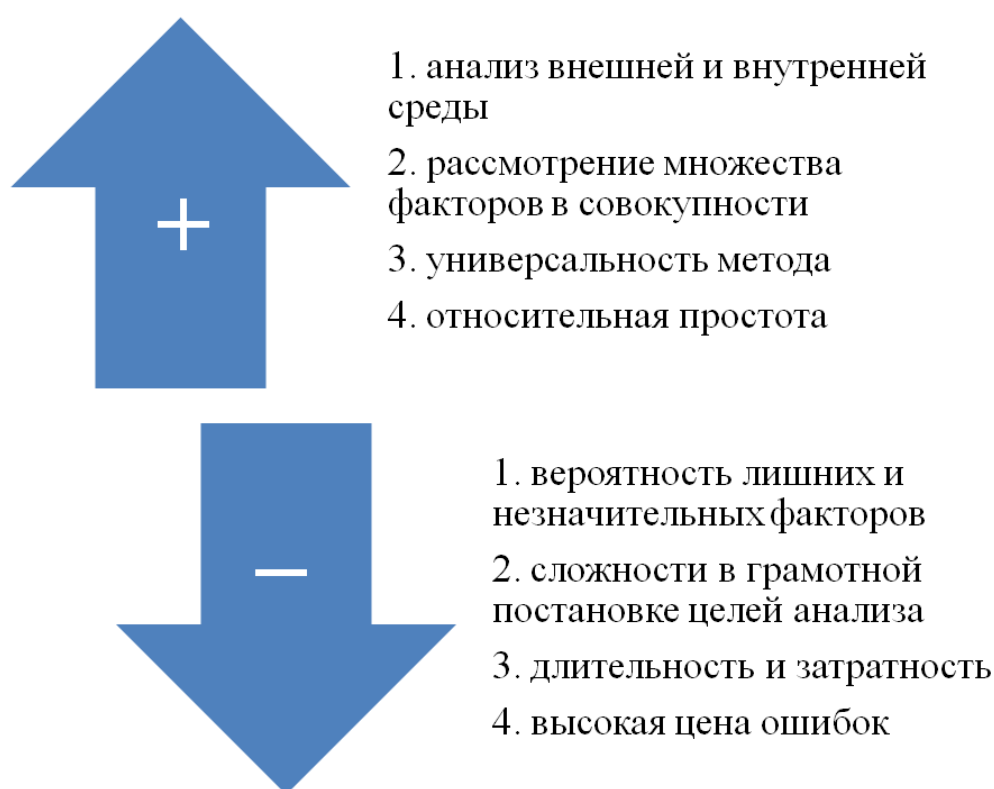 1. анализ внешней и внутренней
среды
2. рассмотрение множества
факторов в совокупности
3. универсальность метода
4. относительная простота
+
1. вероятность лишних и
незначительных факторов
2. сложности в грамотной
постановке целей анализа
3. длительность и затратность
4. высокая цена ошибок
–